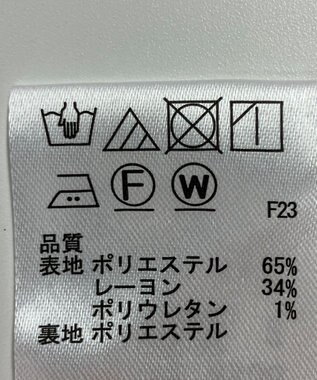 F W
F23
品質
表地 ポリエステル 65%
レーヨン 34%
ポリウレタン 1%
裏地 ポリエステル